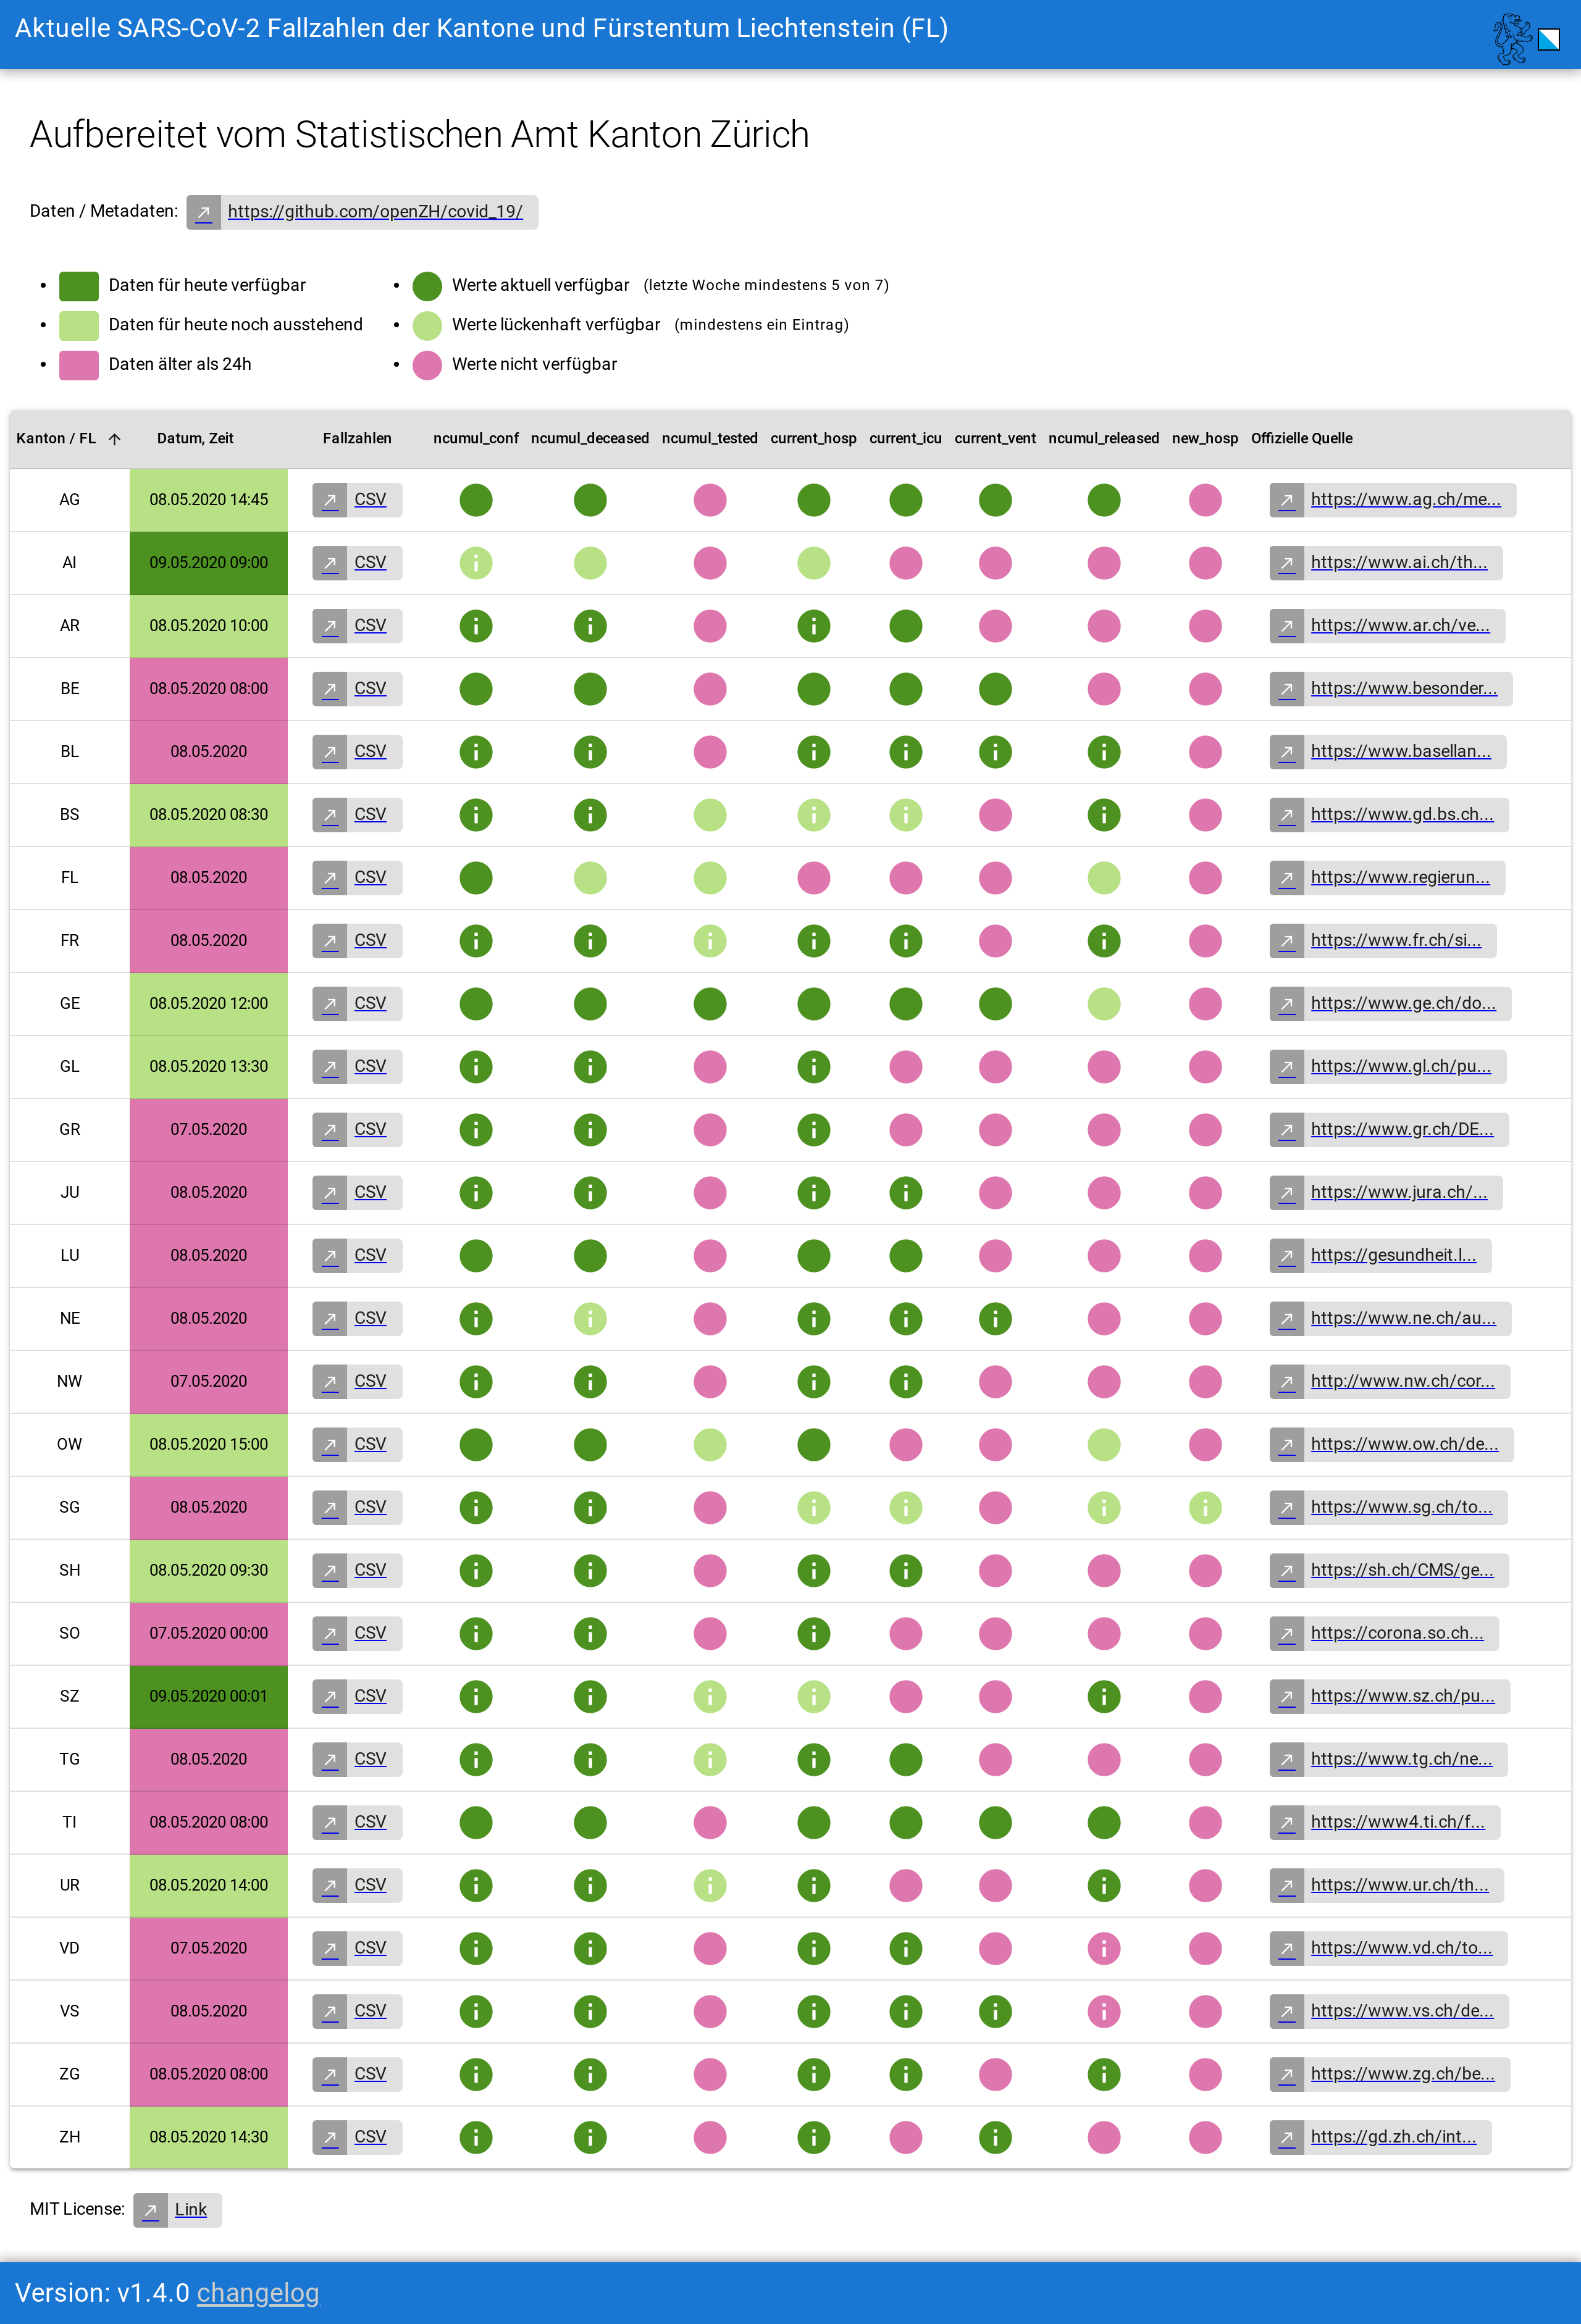 Aktuelle SARS-CoV-2 Fallzahlen der Kantone und Fürstentum Liechtenstein (FL)
Aufbereitet vom Statistischen Amt Kanton Zürich
Daten / Metadaten: https://github.com/openZH/covid_19/
Daten für heute verfügbar Werte aktuell verfügbar (letzte Woche mindestens 5 von 7)
Daten für heute noch ausstehend Werte lückenhaft verfügbar (mindestens ein Eintrag)
Daten älter als 24h Werte nicht verfügbar
Kanton / FL Datum, Zeit Fallzahlen ncumul_conf ncumul_deceased ncumul_tested current_hosp current_icu current_vent ncumul_released new_hosp Offizielle Quelle
AG 08.05.2020 14:45 CSV https://www.ag.ch/me...
AI 09.05.2020 09:00 CSV i https://www.ai.ch/th...
AR 08.05.2020 10:00 CSV i i i https://www.ar.ch/ve...
BE 08.05.2020 08:00 CSV https://www.besonder...
BL 08.05.2020 CSV i i i i i i https://www.basellan...
BS 08.05.2020 08:30 CSV i i i i i https://www.gd.bs.ch...
FL 08.05.2020 CSV https://www.regierun...
FR 08.05.2020 CSV i i i i i i https://www.fr.ch/si...
GE 08.05.2020 12:00 CSV https://www.ge.ch/do...
GL 08.05.2020 13:30 CSV i i i https://www.gl.ch/pu...
GR 07.05.2020 CSV i i i https://www.gr.ch/DE...
JU 08.05.2020 CSV i i i i https://www.jura.ch/...
LU 08.05.2020 CSV https://gesundheit.l...
NE 08.05.2020 CSV i i i i i https://www.ne.ch/au...
NW 07.05.2020 CSV i i i i http://www.nw.ch/cor...
OW 08.05.2020 15:00 CSV https://www.ow.ch/de...
SG 08.05.2020 CSV i i i i i i https://www.sg.ch/to...
SH 08.05.2020 09:30 CSV i i i i https://sh.ch/CMS/ge...
SO 07.05.2020 00:00 CSV i i i https://corona.so.ch...
SZ 09.05.2020 00:01 CSV i i i i i https://www.sz.ch/pu...
TG 08.05.2020 CSV i i i i https://www.tg.ch/ne...
TI 08.05.2020 08:00 CSV https://www4.ti.ch/f...
UR 08.05.2020 14:00 CSV i i i i i https://www.ur.ch/th...
VD 07.05.2020 CSV i i i i i https://www.vd.ch/to...
VS 08.05.2020 CSV i i i i i i https://www.vs.ch/de...
ZG 08.05.2020 08:00 CSV i i i i i https://www.zg.ch/be...
ZH 08.05.2020 14:30 CSV i i i i https://gd.zh.ch/int...
MIT License: Link
Version: v1.4.0 changelog